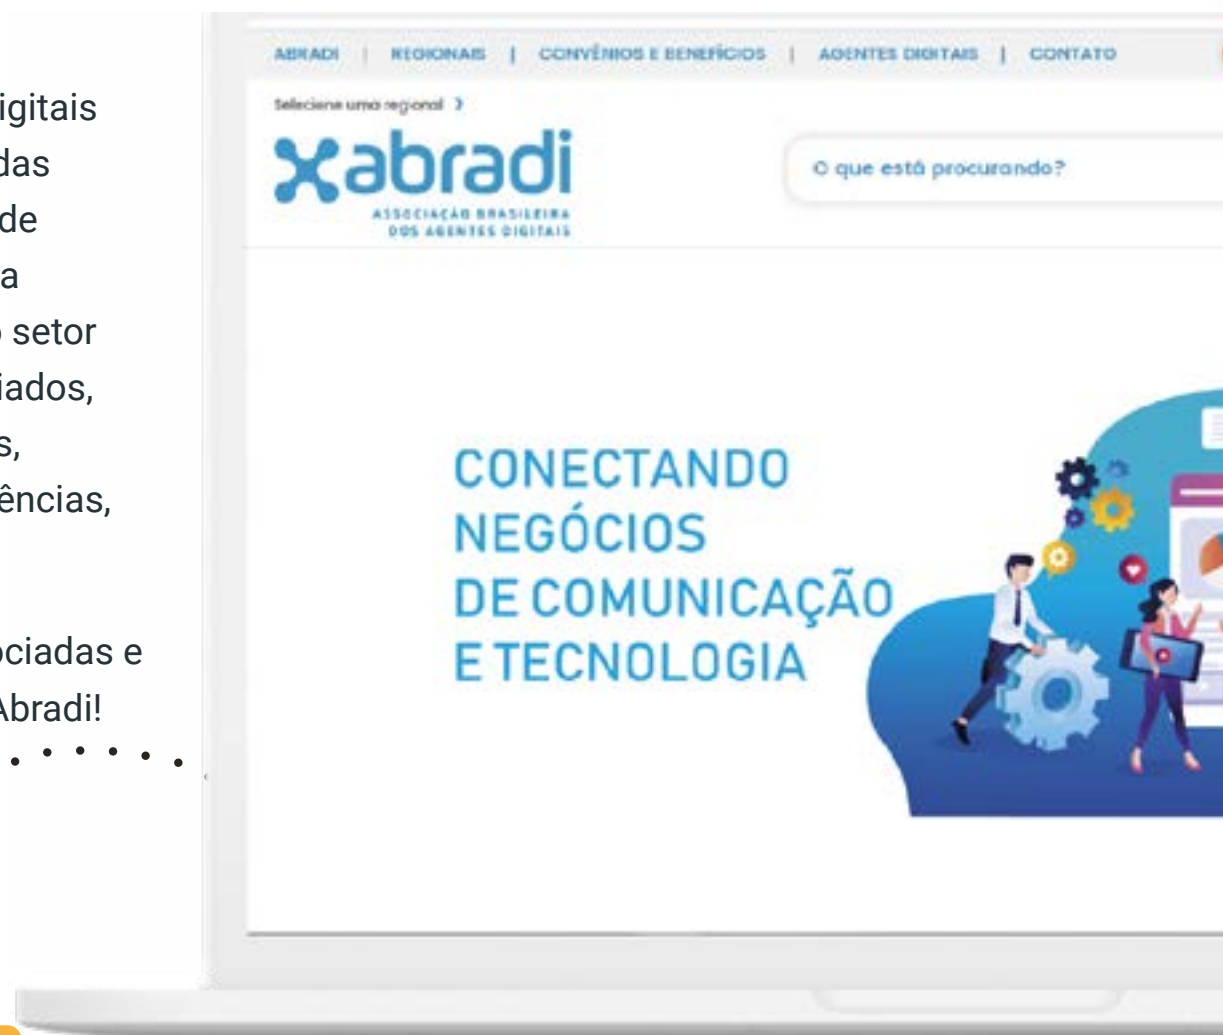 igitais
das
de
a
o setor
iados,
s,
ências,
ociadas e
Abradi!
ABRADI | REGIONAIS | CONVÊNIOS E BENEFÍCIOS | AGENTES DIGITAIS | CONTATO
Selecione uma regional >
abradi
ASSOCIAÇÃO BRASILEIRA
DOS AGENTES DIGITAIS
O que está procurando?
CONECTANDO
NEGÓCIOS
DE COMUNICAÇÃO
E TECNOLOGIA